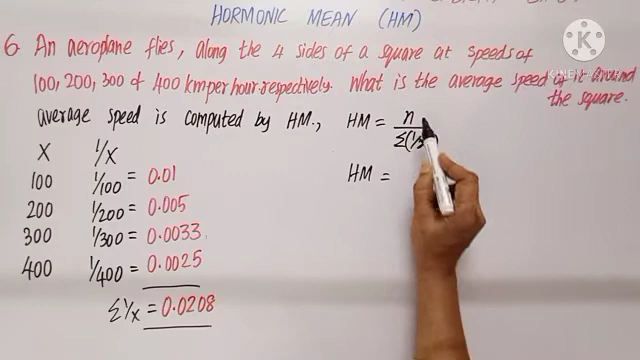 HORMONIC MEAN (HM)
6 An aeroplane flies, along the 4 sides of a square at speeds of
100, 200, 300 & 400 km per hour respectively. What is the average speed of it around
the square.
average speed is computed by HM., HM = n / Σ(1/
X 1/X HM =
100 1/100 = 0.01
200 1/200 = 0.005
300 1/300 = 0.0033
400 1/400 = 0.0025
Σ1/X = 0.0208